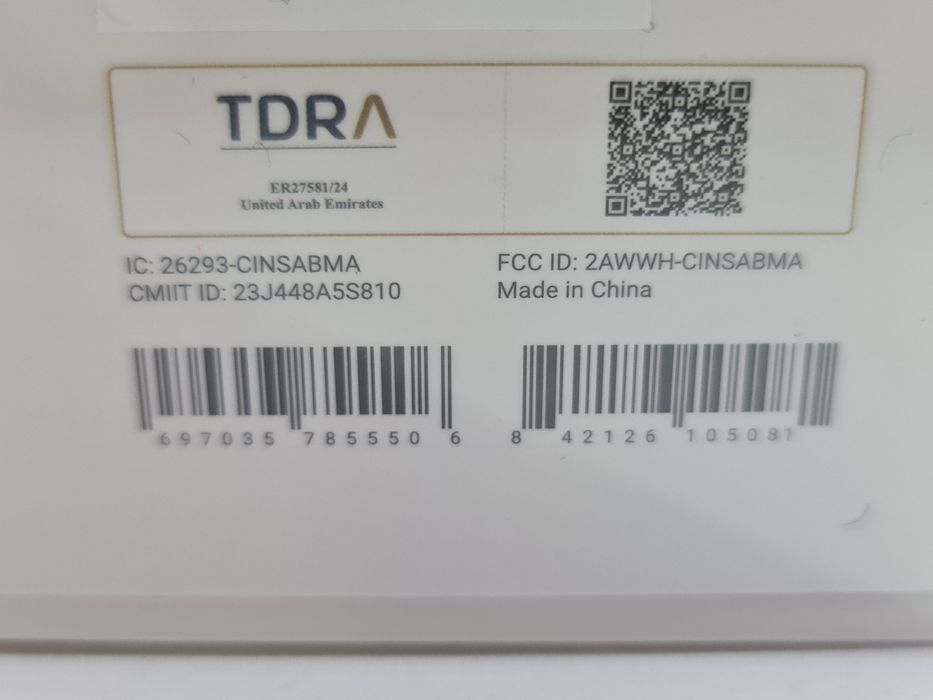 TDRA
ER27581/24
United Arab Emirates
IC: 26293-CINSABMA
CMIIT ID: 23J448A5S810
FCC ID: 2AWWH-CINSABMA
Made in China
697035 785550 6
8 42126 105081